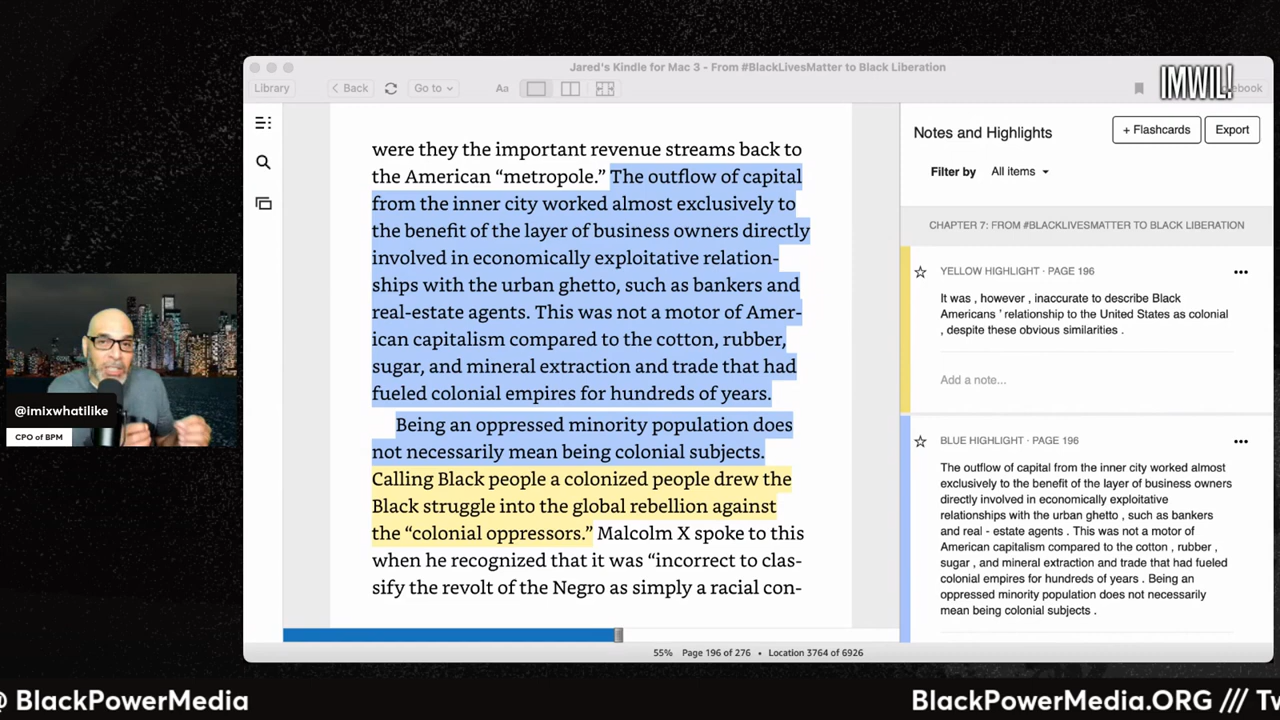 Jared's Kindle for Mac 3 - From #BlackLivesMatter to Black Liberation
IMWIL!
Library
Back
Go to
Aa
were they the important revenue streams back to
the American “metropole.” The outflow of capital
from the inner city worked almost exclusively to
the benefit of the layer of business owners directly
involved in economically exploitative relation-
ships with the urban ghetto, such as bankers and
real-estate agents. This was not a motor of Amer-
ican capitalism compared to the cotton, rubber,
sugar, and mineral extraction and trade that had
fueled colonial empires for hundreds of years.
Being an oppressed minority population does
not necessarily mean being colonial subjects.
Calling Black people a colonized people drew the
Black struggle into the global rebellion against
the “colonial oppressors.” Malcolm X spoke to this
when he recognized that it was “incorrect to clas-
sify the revolt of the Negro as simply a racial con-
55% Page 196 of 276 • Location 3764 of 6926
Notes and Highlights
+ Flashcards
Export
Filter by All items
CHAPTER 7: FROM #BLACKLIVESMATTER TO BLACK LIBERATION
YELLOW HIGHLIGHT · PAGE 196
It was , however , inaccurate to describe Black
Americans ’ relationship to the United States as colonial
, despite these obvious similarities .
Add a note...
BLUE HIGHLIGHT · PAGE 196
The outflow of capital from the inner city worked almost
exclusively to the benefit of the layer of business owners
directly involved in economically exploitative
relationships with the urban ghetto , such as bankers
and real - estate agents . This was not a motor of
American capitalism compared to the cotton , rubber ,
sugar , and mineral extraction and trade that had fueled
colonial empires for hundreds of years . Being an
oppressed minority population does not necessarily
mean being colonial subjects .
@imixwhatilike
CPO of BPM
@ BlackPowerMedia
BlackPowerMedia.ORG /// Tw